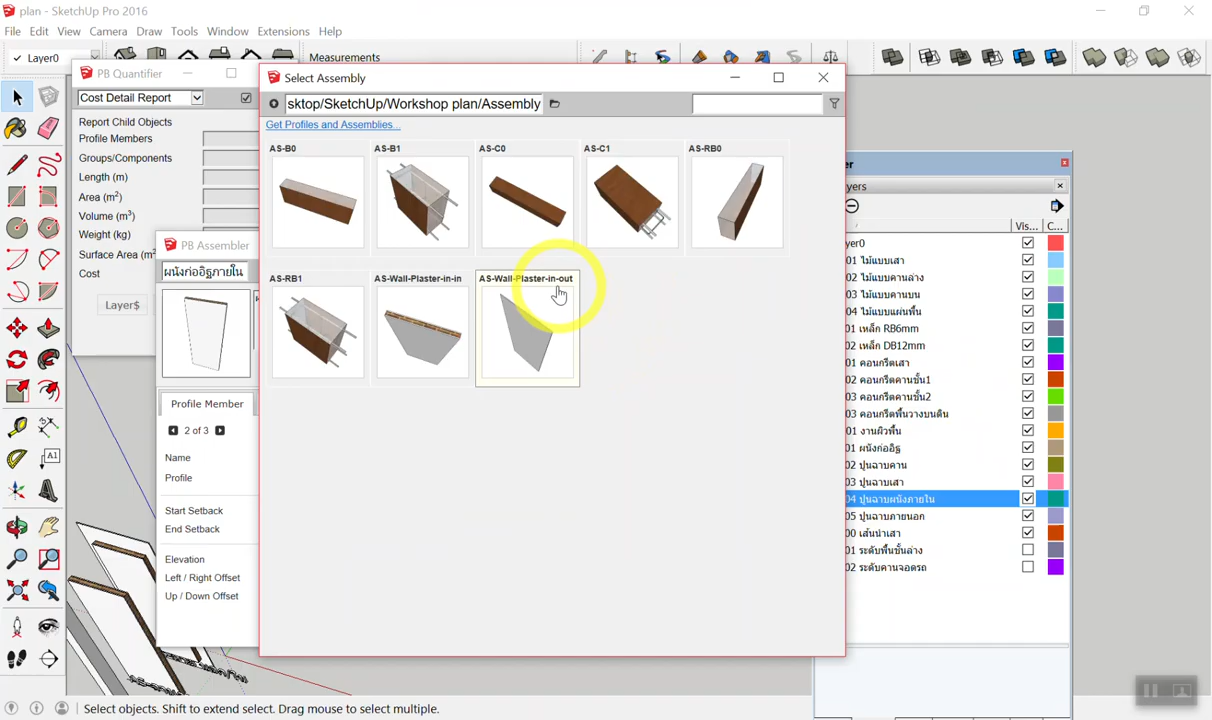 plan - SketchUp Pro 2016
File Edit View Camera Draw Tools Window Extensions Help
Layer0
Measurements
PB Quantifier
Cost Detail Report
Report Child Objects
Profile Members
Groups/Components
Length (m)
Area (m²)
Volume (m³)
Weight (kg)
Surface Area (m²)
Cost
Layer$
PB Assembler
ผนังก่ออิฐภายใน
Profile Member
2 of 3
Name
Profile
Start Setback
End Setback
Elevation
Left / Right Offset
Up / Down Offset
Select Assembly
sktop/SketchUp/Workshop plan/Assembly
Get Profiles and Assemblies...
AS-B0
AS-B1
AS-C0
AS-C1
AS-RB0
AS-RB1
AS-Wall-Plaster-in-in
AS-Wall-Plaster-in-out
er
yers
Vis... C...
yer0
01 ไม้แบบเสา
02 ไม้แบบคานล่าง
03 ไม้แบบคานบน
04 ไม้แบบแผ่นพื้น
01 เหล็ก RB6mm
02 เหล็ก DB12mm
01 คอนกรีตเสา
02 คอนกรีตคานชั้น1
03 คอนกรีตคานชั้น2
03 คอนกรีตพื้นวางบนดิน
01 งานผิวพื้น
01 ผนังก่ออิฐ
02 ปูนฉาบคาน
03 ปูนฉาบเสา
04 ปูนฉาบผนังภายใน
05 ปูนฉาบภายนอก
00 เส้นนำเสา
01 ระดับพื้นชั้นล่าง
02 ระดับคานจอดรถ
Select objects. Shift to extend select. Drag mouse to select multiple.